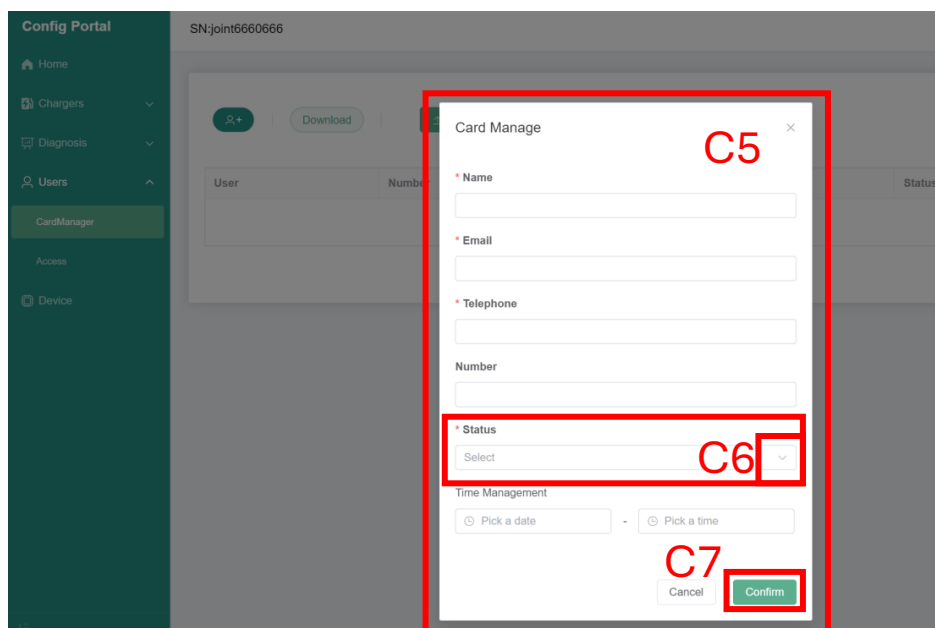 Config Portal
SN:joint6660666
Home
Chargers
Diagnosis
Users
CardManager
Access
Device
Download
User
Number
Status
Card Manage
C5
* Name
* Email
* Telephone
Number
* Status
Select
C6
Time Management
Pick a date
-
Pick a time
C7
Cancel
Confirm